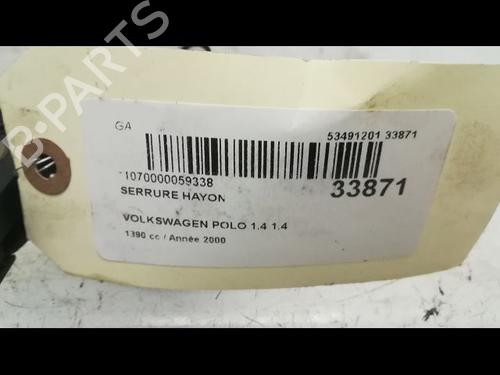 B-PARTS
GA
53491201 33871
1070000059338
SERRURE HAYON
33871
VOLKSWAGEN POLO 1.4 1.4
1390 cc / Année 2000